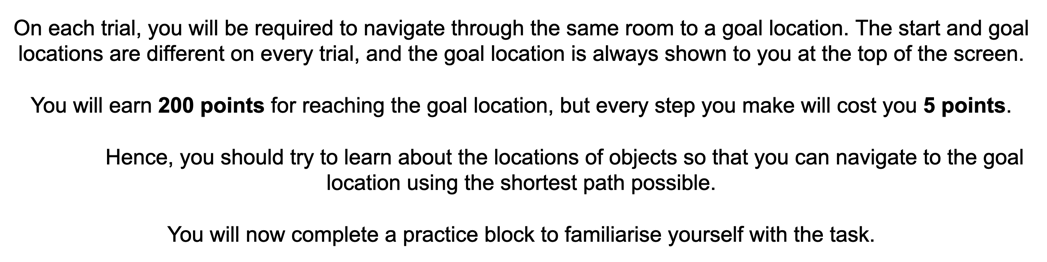 On each trial, you will be required to navigate through the same room to a goal location. The start and goal
locations are different on every trial, and the goal location is always shown to you at the top of the screen.
You will earn 200 points for reaching the goal location, but every step you make will cost you 5 points.
Hence, you should try to learn about the locations of objects so that you can navigate to the goal
location using the shortest path possible.
You will now complete a practice block to familiarise yourself with the task.